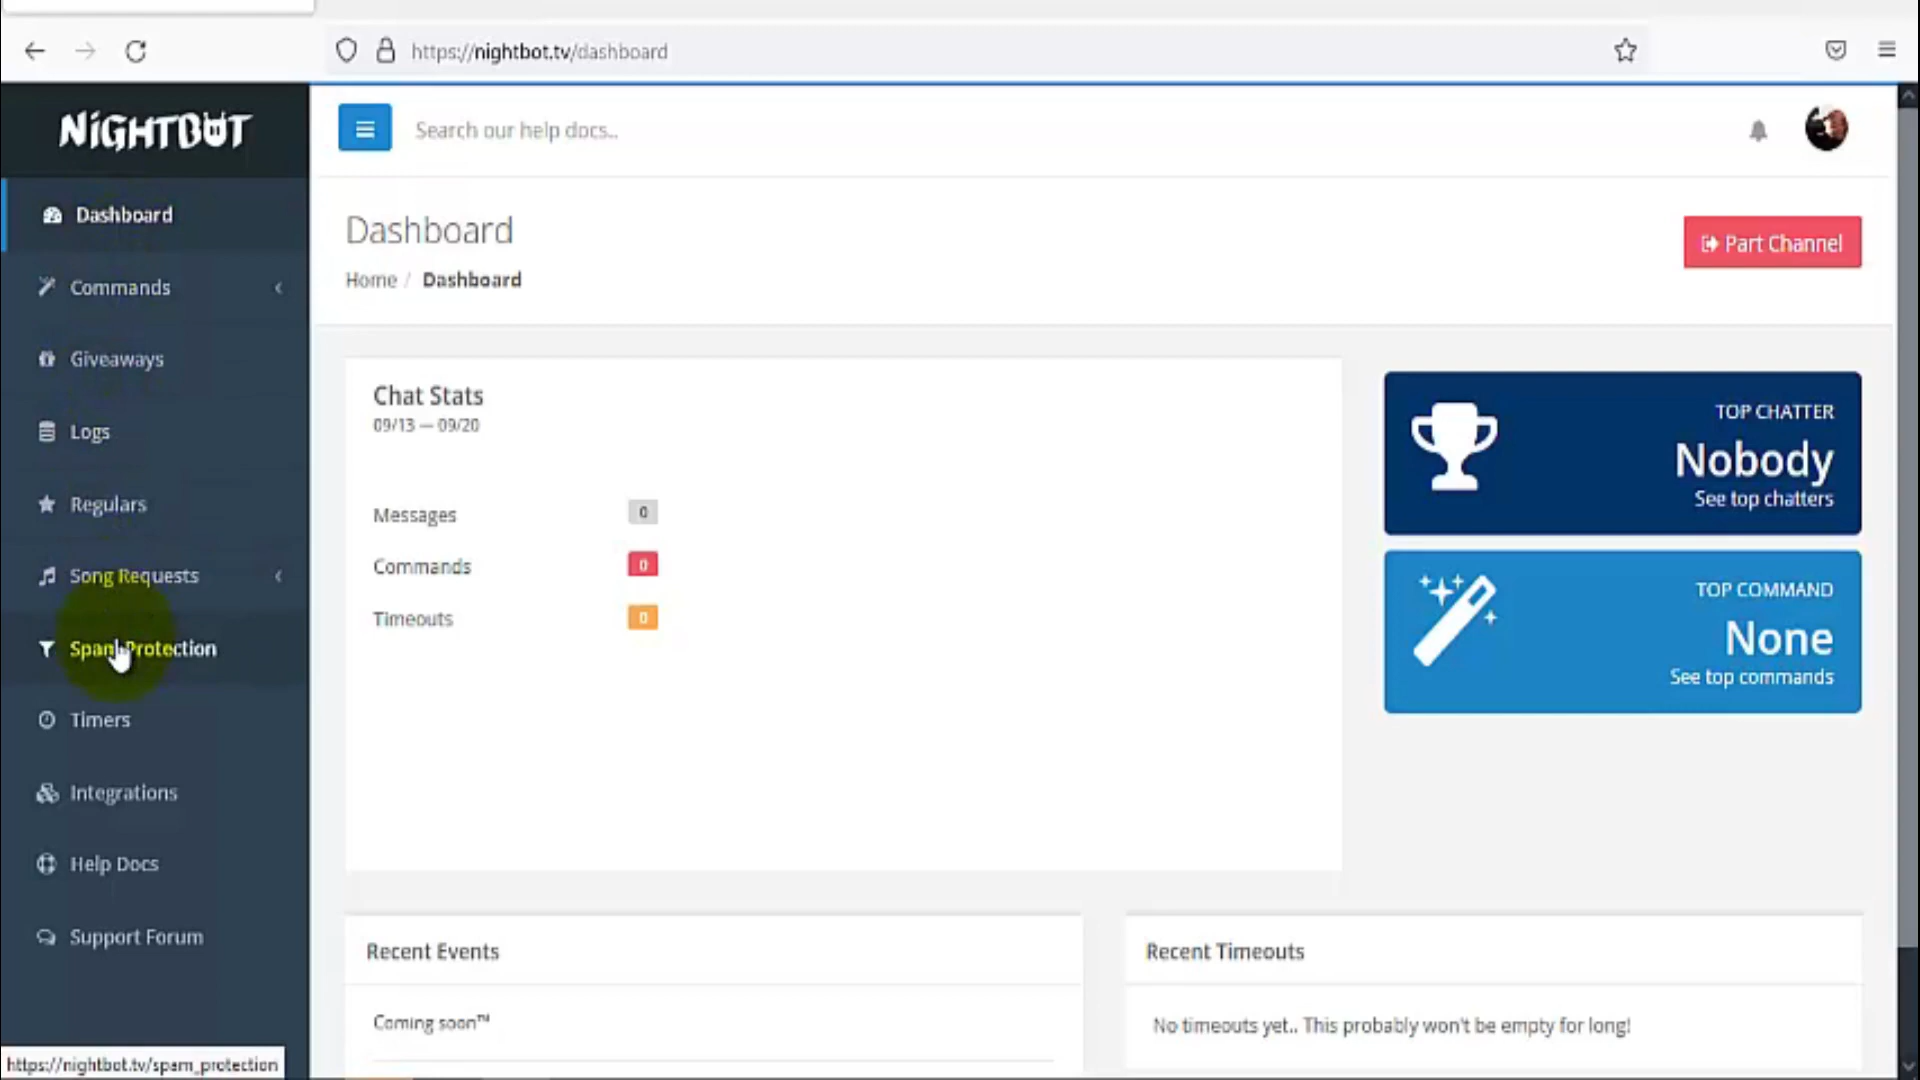 https://nightbot.tv/dashboard
NiGHTBOT
Search our help docs..
Dashboard
Commands
Giveaways
Logs
Regulars
Song Requests
Spam Protection
Timers
Integrations
Help Docs
Support Forum
https://nightbot.tv/spam_protection
Dashboard
Part Channel
Home / Dashboard
Chat Stats
09/13 — 09/20
Messages 0
Commands 0
Timeouts 0
TOP CHATTER
Nobody
See top chatters
TOP COMMAND
None
See top commands
Recent Events
Coming soon™
Recent Timeouts
No timeouts yet.. This probably won't be empty for long!